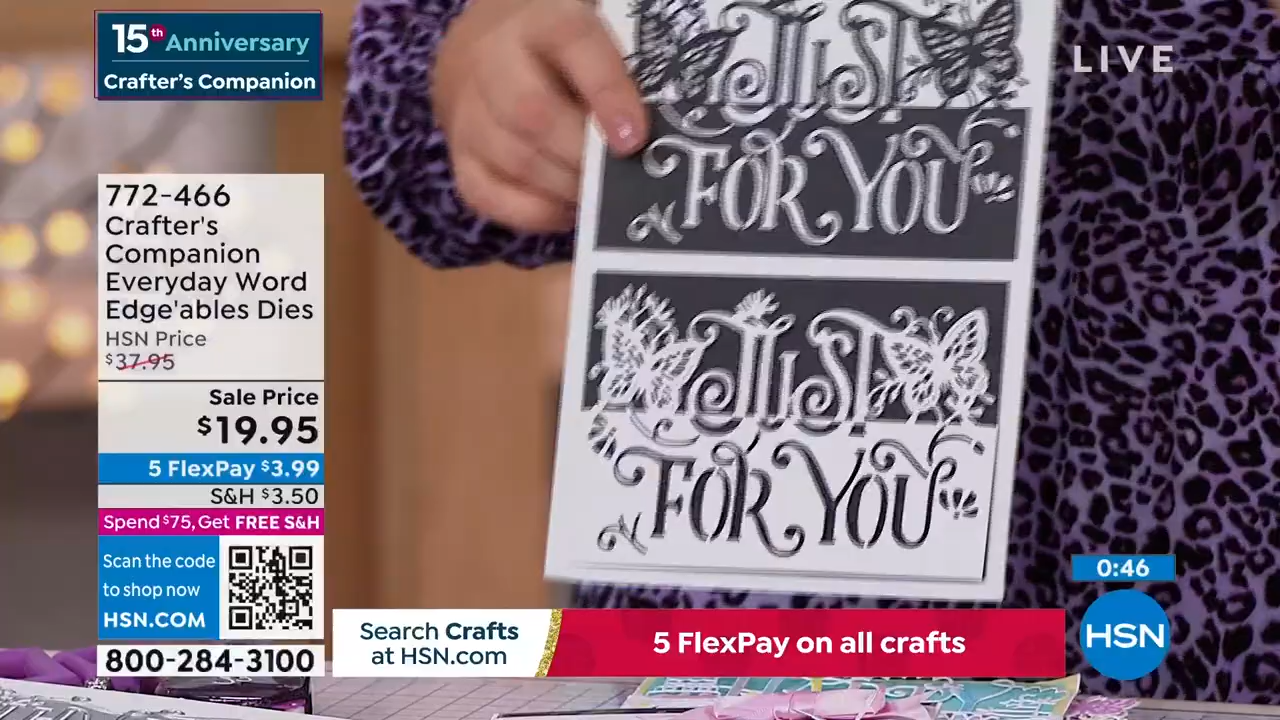 15th Anniversary
Crafter's Companion
LIVE
772-466
Crafter's
Companion
Everyday Word
Edge'ables Dies
HSN Price
$37.95
Sale Price
$19.95
5 FlexPay $3.99
S&H $3.50
Spend $75, Get FREE S&H
Scan the code
to shop now
HSN.COM
800-284-3100
JUST
FOR YOU
JUST
FOR YOU
Search Crafts
at HSN.com
5 FlexPay on all crafts
0:46
HSN